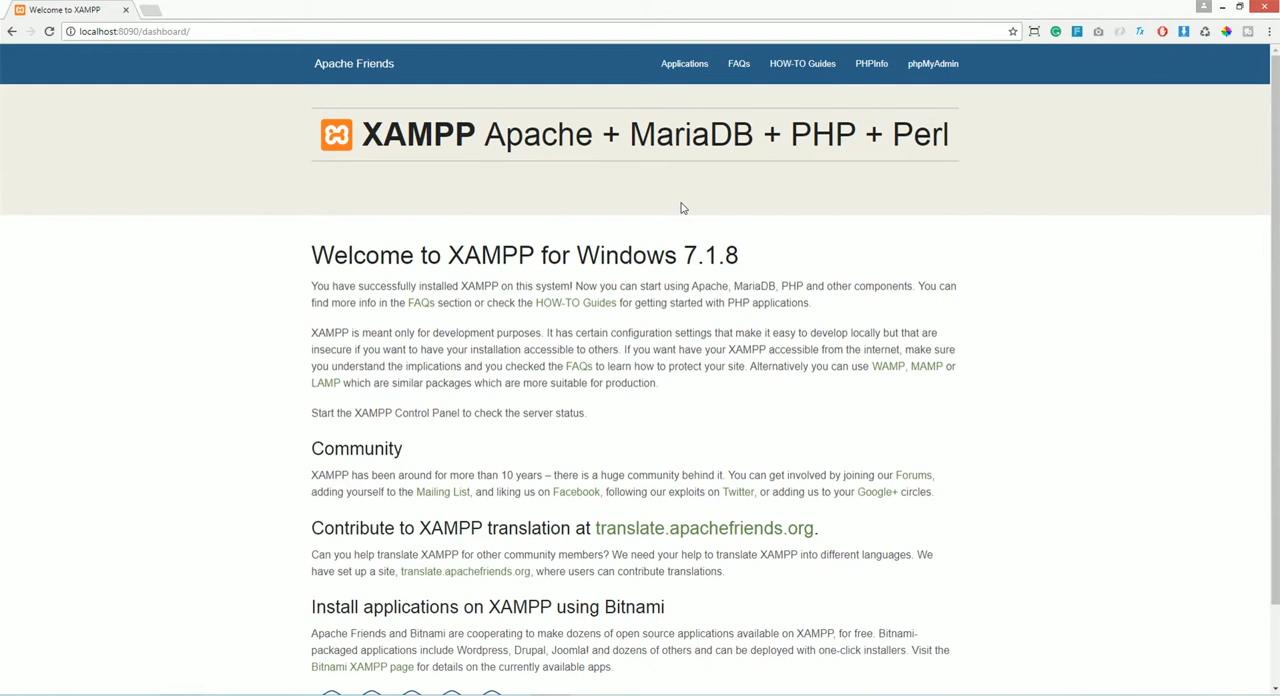 Welcome to XAMPP
localhost:8090/dashboard/
Apache Friends
Applications FAQs HOW-TO Guides PHPInfo phpMyAdmin
XAMPP Apache + MariaDB + PHP + Perl
Welcome to XAMPP for Windows 7.1.8
You have successfully installed XAMPP on this system! Now you can start using Apache, MariaDB, PHP and other components. You can
find more info in the FAQs section or check the HOW-TO Guides for getting started with PHP applications.
XAMPP is meant only for development purposes. It has certain configuration settings that make it easy to develop locally but that are
insecure if you want to have your installation accessible to others. If you want have your XAMPP accessible from the internet, make sure
you understand the implications and you checked the FAQs to learn how to protect your site. Alternatively you can use WAMP, MAMP or
LAMP which are similar packages which are more suitable for production.
Start the XAMPP Control Panel to check the server status.
Community
XAMPP has been around for more than 10 years – there is a huge community behind it. You can get involved by joining our Forums,
adding yourself to the Mailing List, and liking us on Facebook, following our exploits on Twitter, or adding us to your Google+ circles.
Contribute to XAMPP translation at translate.apachefriends.org.
Can you help translate XAMPP for other community members? We need your help to translate XAMPP into different languages. We
have set up a site, translate.apachefriends.org, where users can contribute translations.
Install applications on XAMPP using Bitnami
Apache Friends and Bitnami are cooperating to make dozens of open source applications available on XAMPP, for free. Bitnami-
packaged applications include Wordpress, Drupal, Joomla! and dozens of others and can be deployed with one-click installers. Visit the
Bitnami XAMPP page for details on the currently available apps.